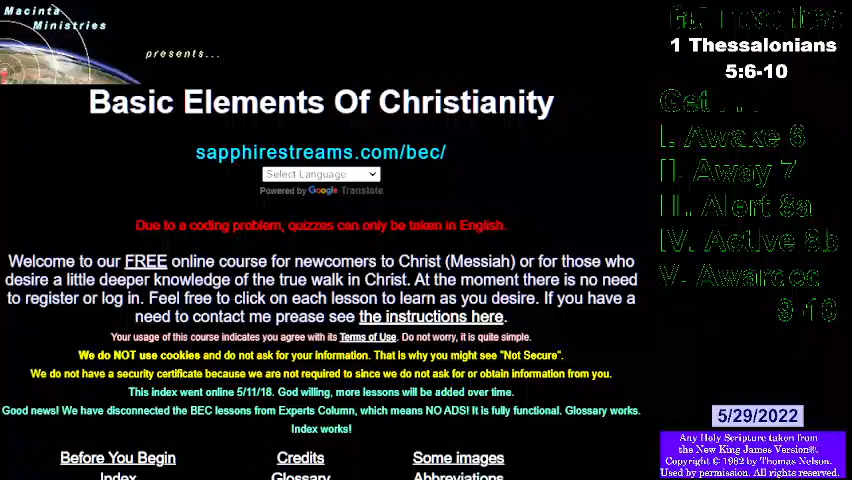 Macinta
Ministries
presents...
Basic Elements Of Christianity
sapphirestreams.com/bec/
Select Language
Powered by Google Translate
Due to a coding problem, quizzes can only be taken in English.
Welcome to our FREE online course for newcomers to Christ (Messiah) or for those who
desire a little deeper knowledge of the true walk in Christ. At the moment there is no need
to register or log in. Feel free to click on each lesson to learn as you desire. If you have a
need to contact me prease see the instructions here.
Your usage of this course indicates you agree with its Terms of Use. Do not worry, it is quite simple.
We do NOT use cookies and do not ask for your information. That is why you might see "Not Secure".
We do not have a security certificate because we are not required to since we do not ask for or obtain information from you.
This index went online 5/11/18. God willing, more lessons will be added over time.
Good news! We have disconnected the BEC lessons from Experts Column, which means NO ADS! It is fully functional. Glossary works.
Index works!
Before You Begin Credits Some images
Index Glossary Abbreviations
1 Thessalonians
5:6-10
Get . . .
I. Awake 6
II. Away 7
III. Alert 8a
IV. Active 8b
V. Awarded
9-10
5/29/2022
Any Holy Scripture taken from
the New King James Version®.
Copyright © 1982 by Thomas Nelson.
Used by permission. All rights reserved.